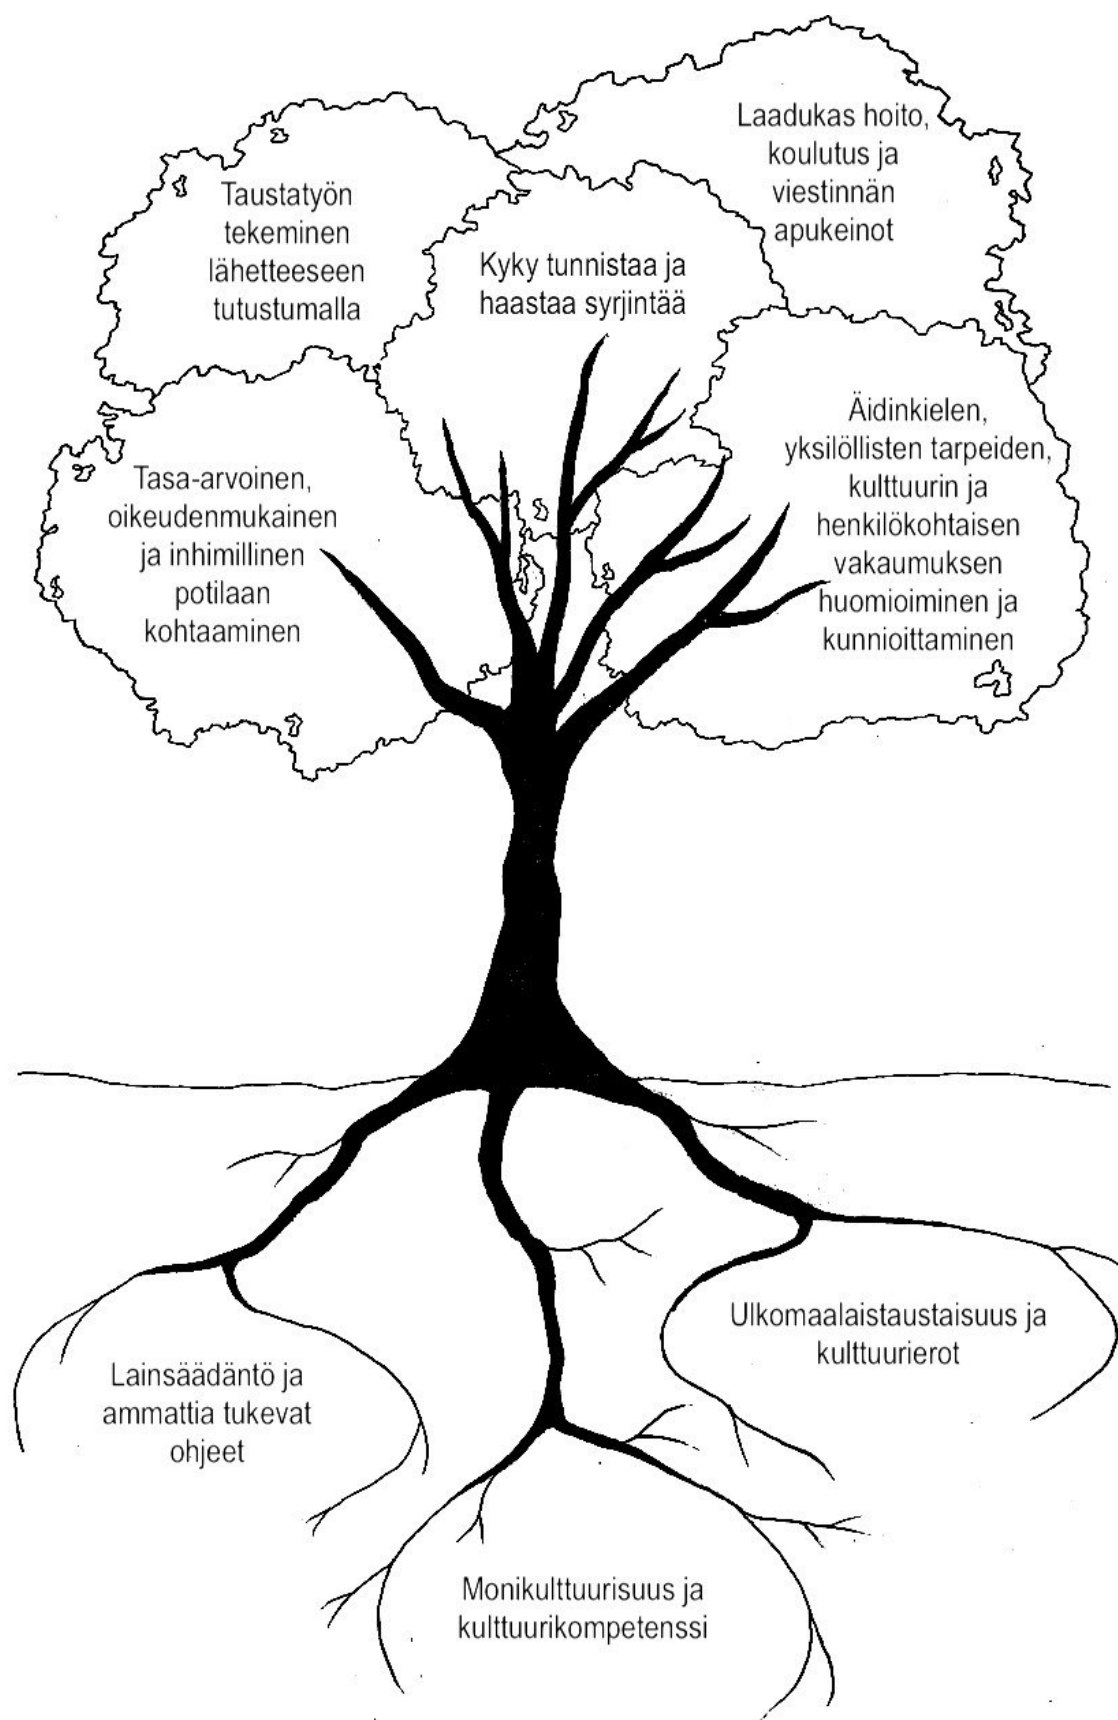 Laadukas hoito,
koulutus ja
viestinnän
apukeinot
Taustatyön
tekeminen
lähetteeseen
tutustumalla
Kyky tunnistaa ja
haastaa syrjintää
Äidinkielen,
yksilöllisten tarpeiden,
kulttuurin ja
henkilökohtaisen
vakaumuksen
huomioiminen ja
kunnioittaminen
Tasa-arvoinen,
oikeudenmukainen
ja inhimillinen
potilaan
kohtaaminen
Ulkomaalaistaustaisuus ja
kulttuurierot
Lainsäädäntö ja
ammattia tukevat
ohjeet
Monikulttuurisuus ja
kulttuurikompetenssi